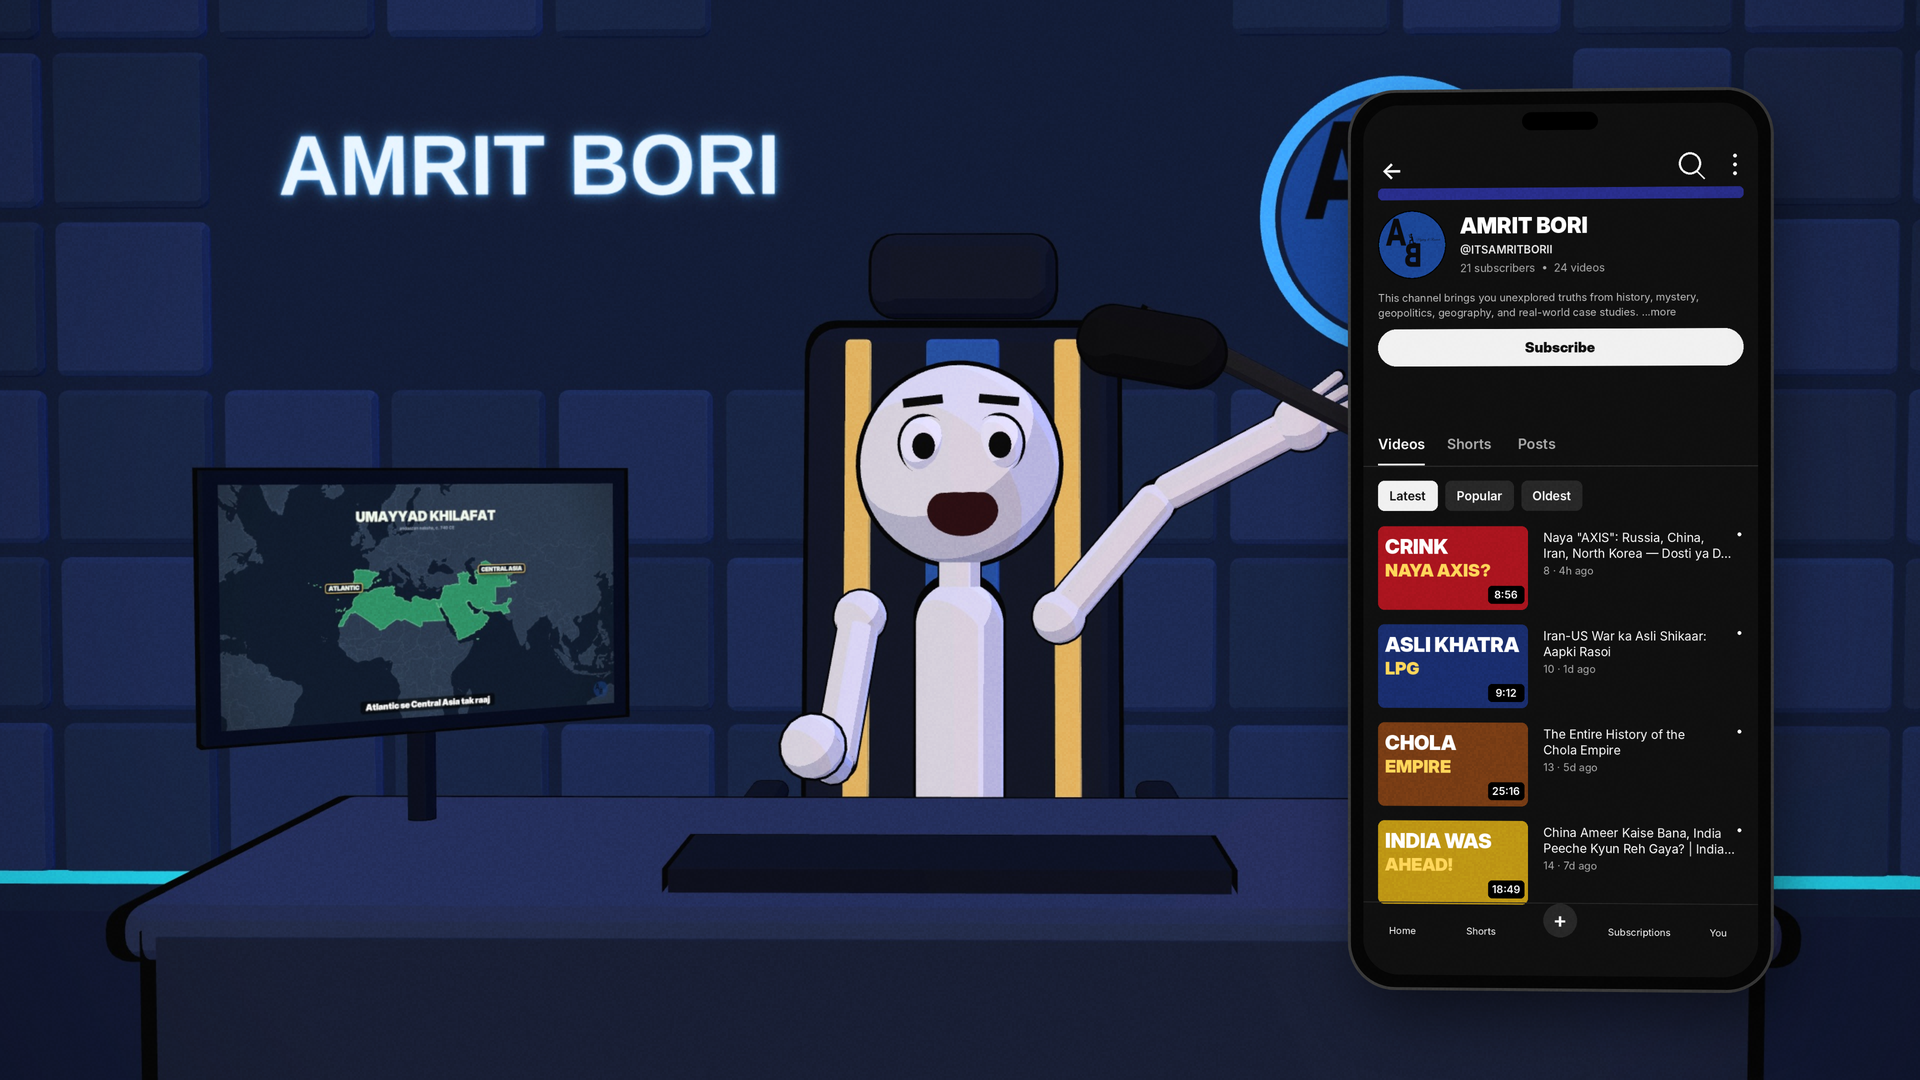 AMRIT BORI
UMAYYAD KHILAFAT
ATLANTIC
CENTRAL ASIA
Atlantic se Central Asia tak raaj
A
AMRIT BORI
@ITSAMRITBORII
21 subscribers • 24 videos
This channel brings you unexplored truths from history, mystery,
geopolitics, geography, and real-world case studies. ...more
Subscribe
Videos Shorts Posts
Latest Popular Oldest
CRINK
NAYA AXIS?
8:56
Naya "AXIS": Russia, China,
Iran, North Korea — Dosti ya D...
8 · 4h ago
ASLI KHATRA
LPG
9:12
Iran-US War ka Asli Shikaar:
Aapki Rasoi
10 · 1d ago
CHOLA
EMPIRE
25:16
The Entire History of the
Chola Empire
13 · 5d ago
INDIA WAS
AHEAD!
18:49
China Ameer Kaise Bana, India
Peeche Kyun Reh Gaya? | India...
14 · 7d ago
Home Shorts + Subscriptions You